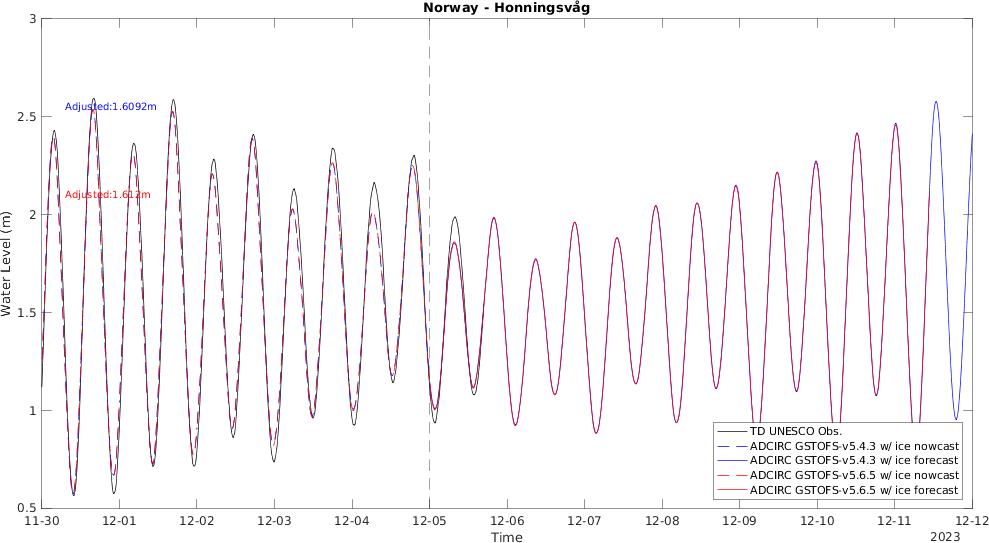 Norway - Honningsvåg
3
2.5
2
1.5
1
0.5
Water Level (m)
Adjusted:1.6092m
Adjusted:1.612m
TD UNESCO Obs.
ADCIRC GSTOFS-v5.4.3 w/ ice nowcast
ADCIRC GSTOFS-v5.4.3 w/ ice forecast
ADCIRC GSTOFS-v5.6.5 w/ ice nowcast
ADCIRC GSTOFS-v5.6.5 w/ ice forecast
11-30 12-01 12-02 12-03 12-04 12-05 12-06 12-07 12-08 12-09 12-10 12-11 12-12
Time
2023